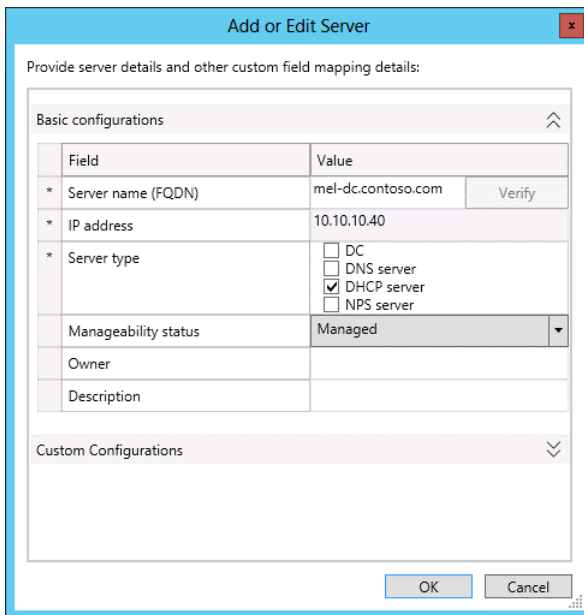 Add or Edit Server
x
Provide server details and other custom field mapping details:
Basic configurations
Field Value
* Server name (FQDN) mel-dc.contoso.com Verify
* IP address 10.10.10.40
* Server type DC
DNS server
DHCP server
NPS server
Manageability status Managed
Owner
Description
Custom Configurations
OK Cancel